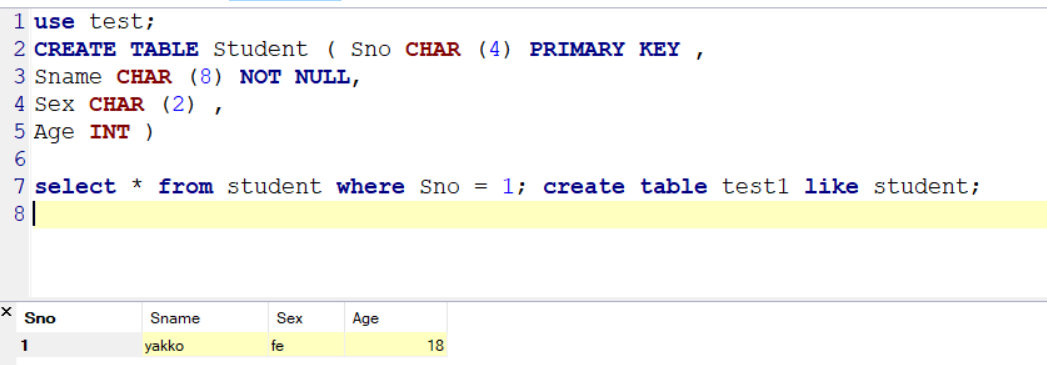 1 use test;
2 CREATE TABLE Student ( Sno CHAR (4) PRIMARY KEY ,
3 Sname CHAR (8) NOT NULL,
4 Sex CHAR (2) ,
5 Age INT )
6
7 select * from student where Sno = 1; create table test1 like student;
8
× Sno Sname Sex Age
1 yakko fe 18